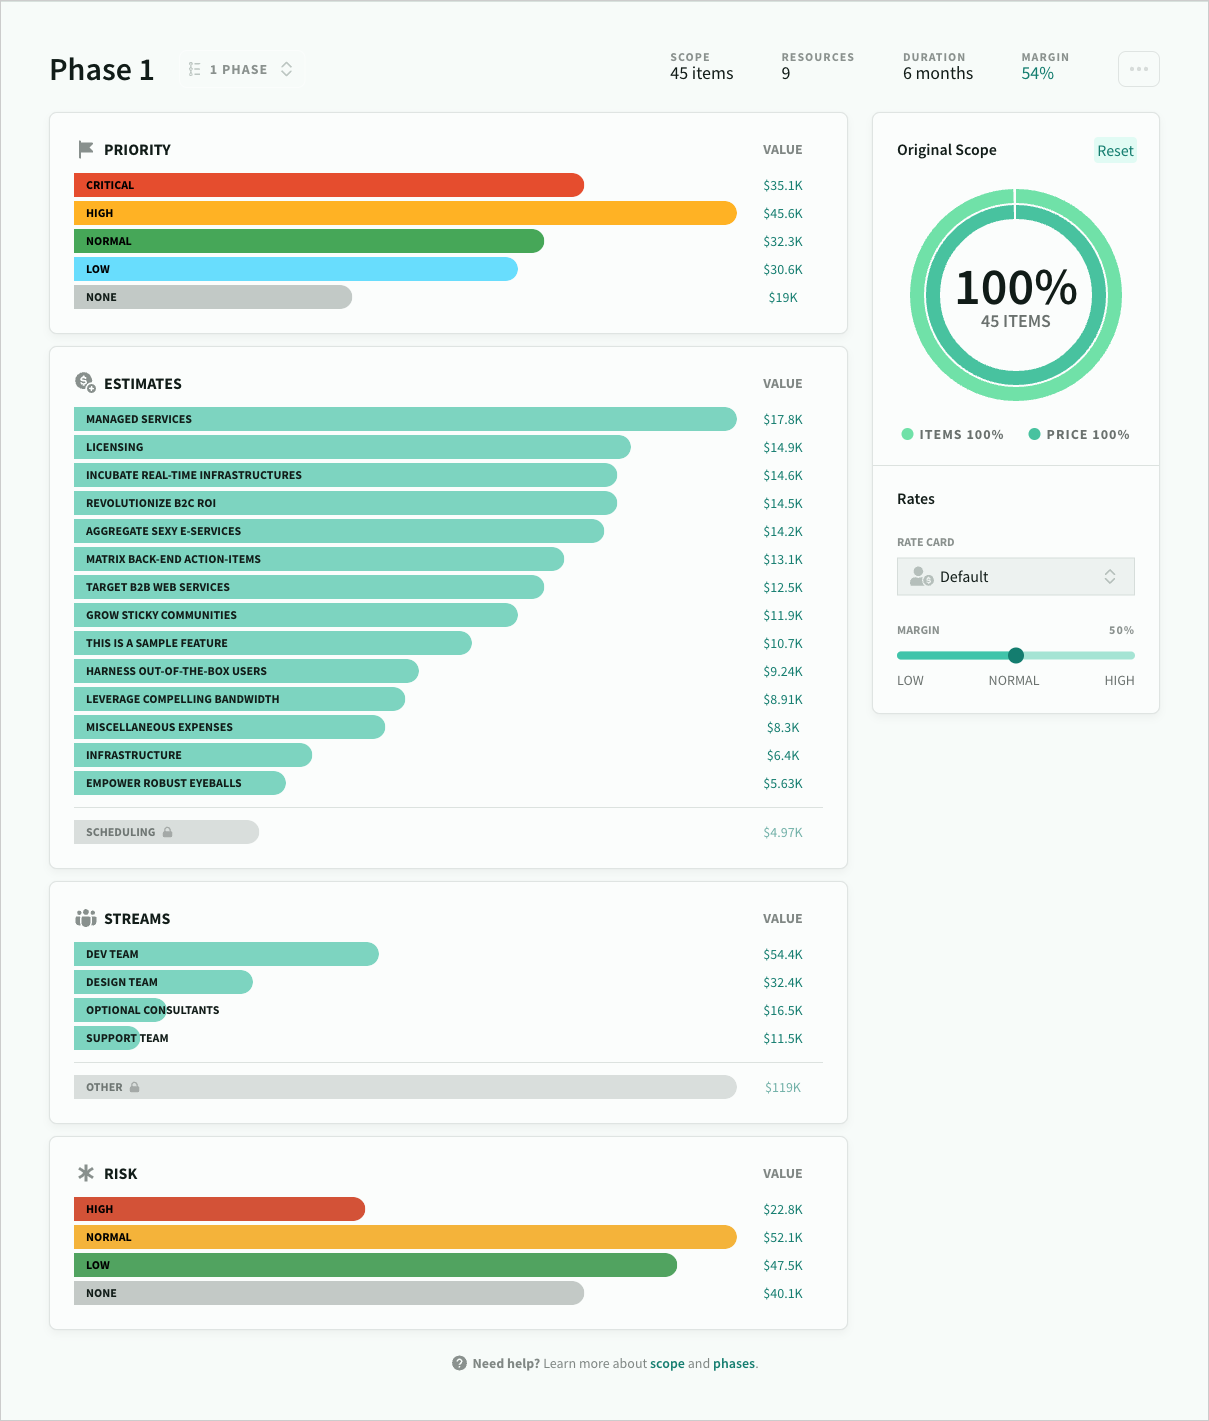 Phase 1
1 PHASE
SCOPE
45 items
RESOURCES
9
DURATION
6 months
MARGIN
54%
PRIORITY VALUE
CRITICAL $35.1K
HIGH $45.6K
NORMAL $32.3K
LOW $30.6K
NONE $19K
ESTIMATES VALUE
MANAGED SERVICES $17.8K
LICENSING $14.9K
INCUBATE REAL-TIME INFRASTRUCTURES $14.6K
REVOLUTIONIZE B2C ROI $14.5K
AGGREGATE SEXY E-SERVICES $14.2K
MATRIX BACK-END ACTION-ITEMS $13.1K
TARGET B2B WEB SERVICES $12.5K
GROW STICKY COMMUNITIES $11.9K
THIS IS A SAMPLE FEATURE $10.7K
HARNESS OUT-OF-THE-BOX USERS $9.24K
LEVERAGE COMPELLING BANDWIDTH $8.91K
MISCELLANEOUS EXPENSES $8.3K
INFRASTRUCTURE $6.4K
EMPOWER ROBUST EYEBALLS $5.63K
SCHEDULING $4.97K
STREAMS VALUE
DEV TEAM $54.4K
DESIGN TEAM $32.4K
OPTIONAL CONSULTANTS $16.5K
SUPPORT TEAM $11.5K
OTHER $119K
RISK VALUE
HIGH $22.8K
NORMAL $52.1K
LOW $47.5K
NONE $40.1K
Original Scope Reset
100%
45 ITEMS
ITEMS 100% PRICE 100%
Rates
RATE CARD
Default
MARGIN 50%
LOW NORMAL HIGH
Need help? Learn more about scope and phases.